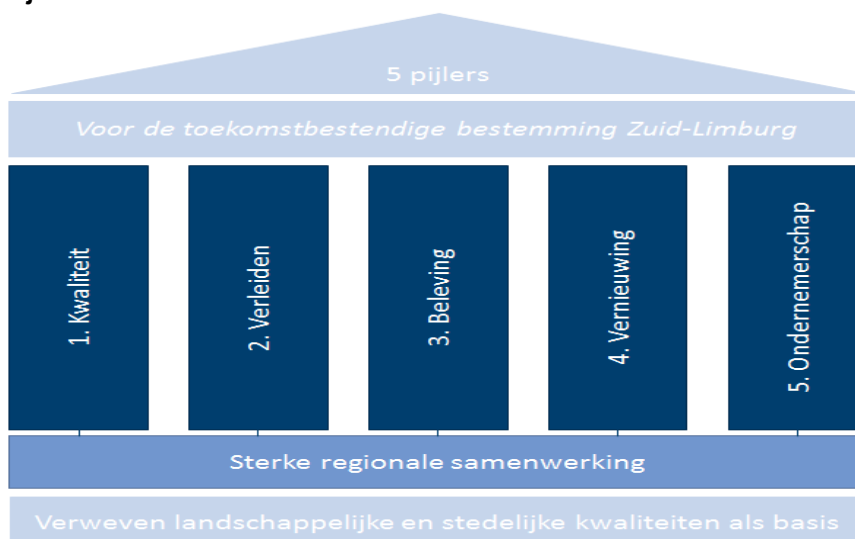 5 pijlers
Voor de toekomstbestendige bestemming Zuid-Limburg
1. Kwaliteit
2. Verleiden
3. Beleving
4. Vernieuwing
5. Ondernemerschap
Sterke regionale samenwerking
Verweven landschappelijke en stedelijke kwaliteiten als basis